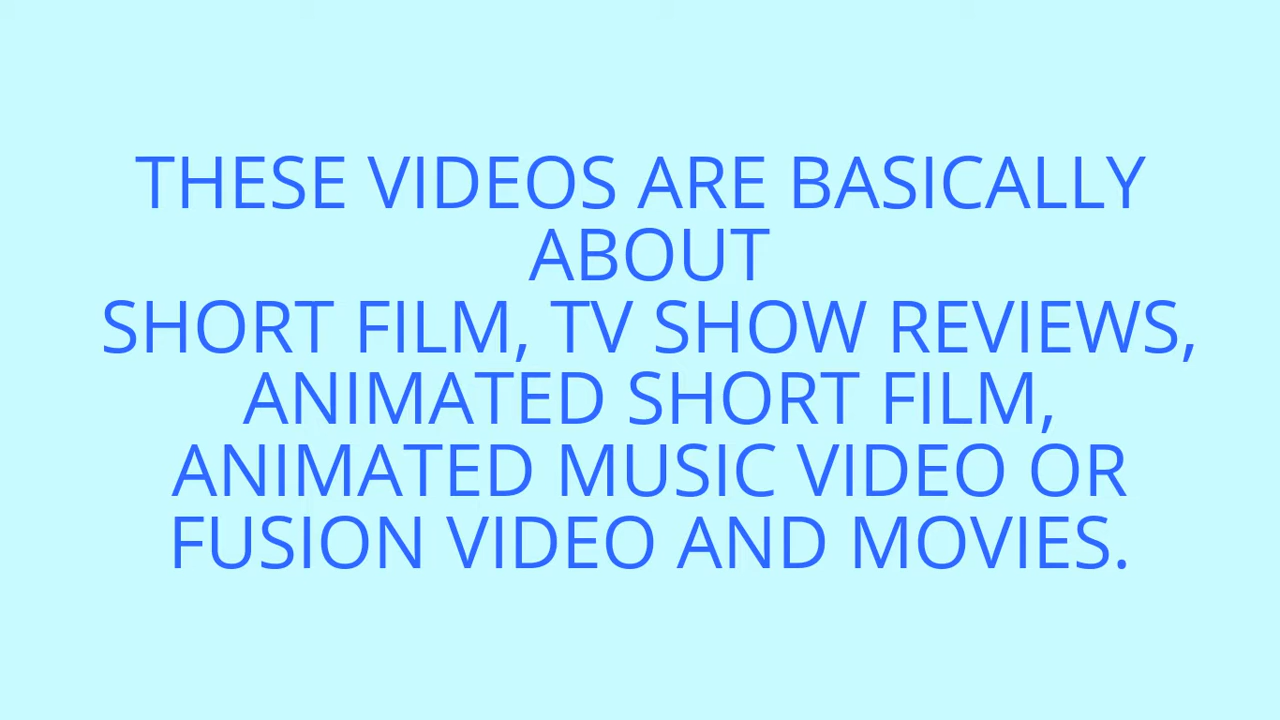 THESE VIDEOS ARE BASICALLY
ABOUT
SHORT FILM, TV SHOW REVIEWS,
ANIMATED SHORT FILM,
ANIMATED MUSIC VIDEO OR
FUSION VIDEO AND MOVIES.